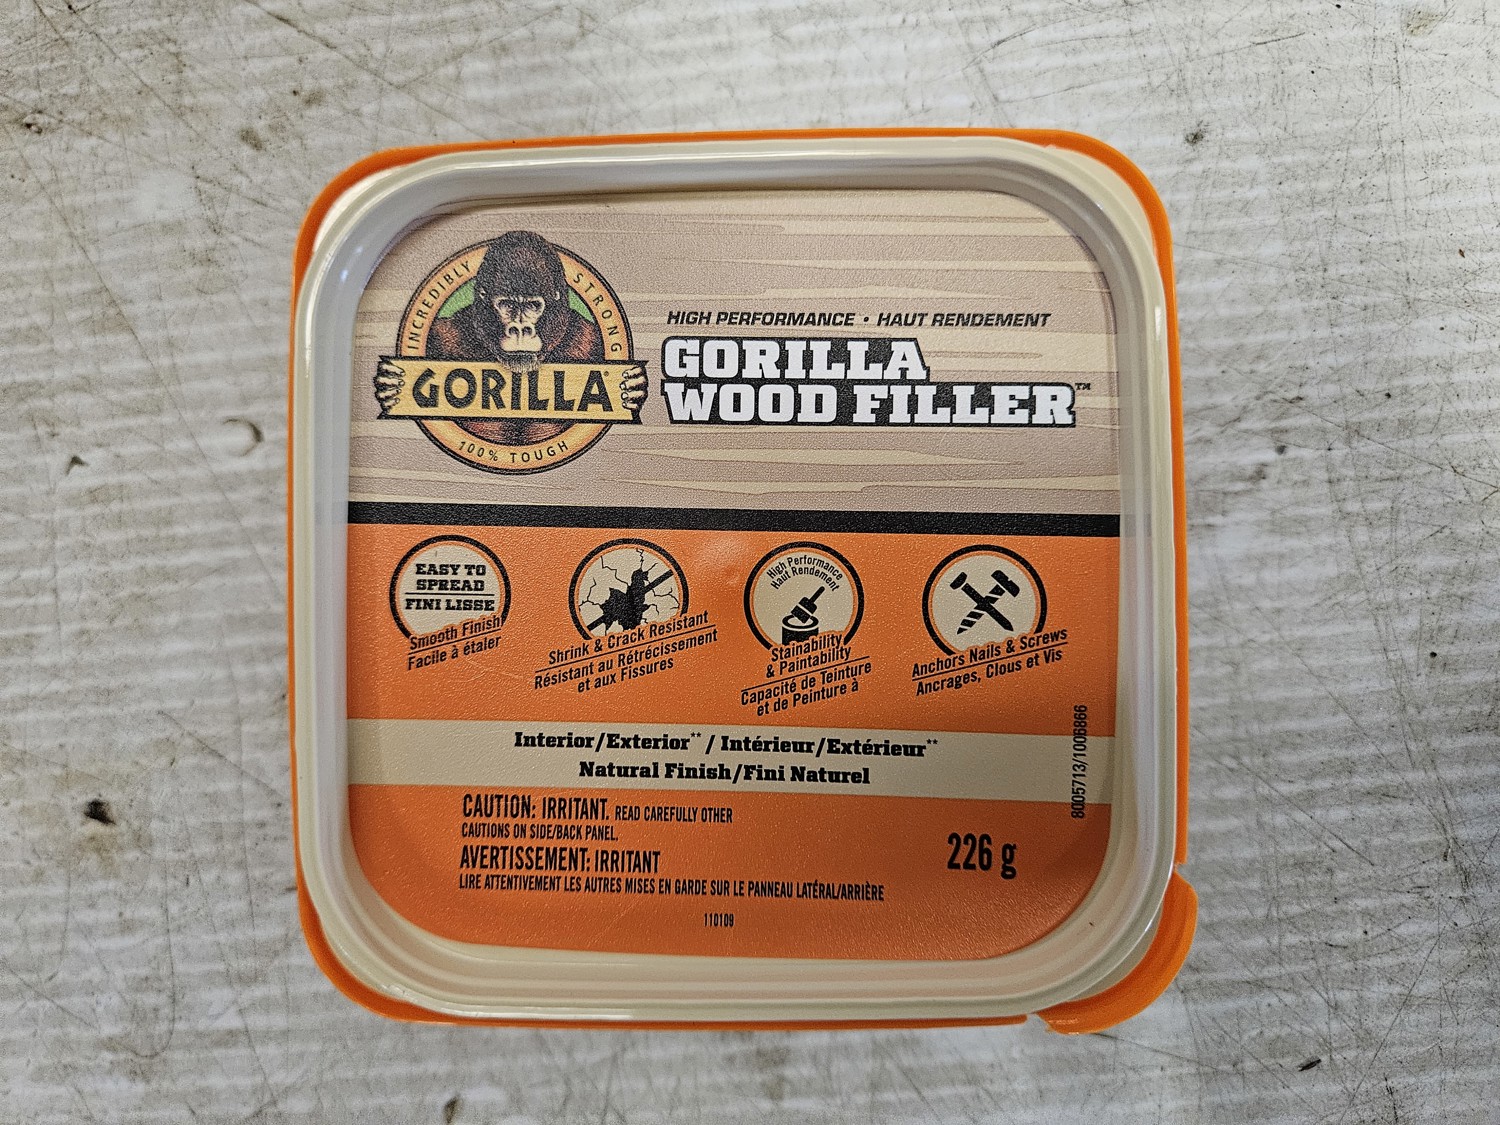 INCREDIBLY STRONG
GORILLA®
100% TOUGH
HIGH PERFORMANCE • HAUT RENDEMENT
GORILLA
WOOD FILLER™
EASY TO
SPREAD
FINI LISSE
Smooth Finish
Facile à étaler
Shrink & Crack Resistant
Résistant au Rétrécissement
et aux Fissures
High Performance
Haut Rendement
Stainability
& Paintability
Capacité de Teinture
et de Peinture à
Anchors Nails & Screws
Ancrages, Clous et Vis
Interior/Exterior** / Intérieur/Extérieur**
Natural Finish/Fini Naturel
8005713/1006866
CAUTION: IRRITANT. READ CAREFULLY OTHER
CAUTIONS ON SIDE/BACK PANEL.
AVERTISSEMENT: IRRITANT
LIRE ATTENTIVEMENT LES AUTRES MISES EN GARDE SUR LE PANNEAU LATÉRAL/ARRIÈRE
226 g
110109